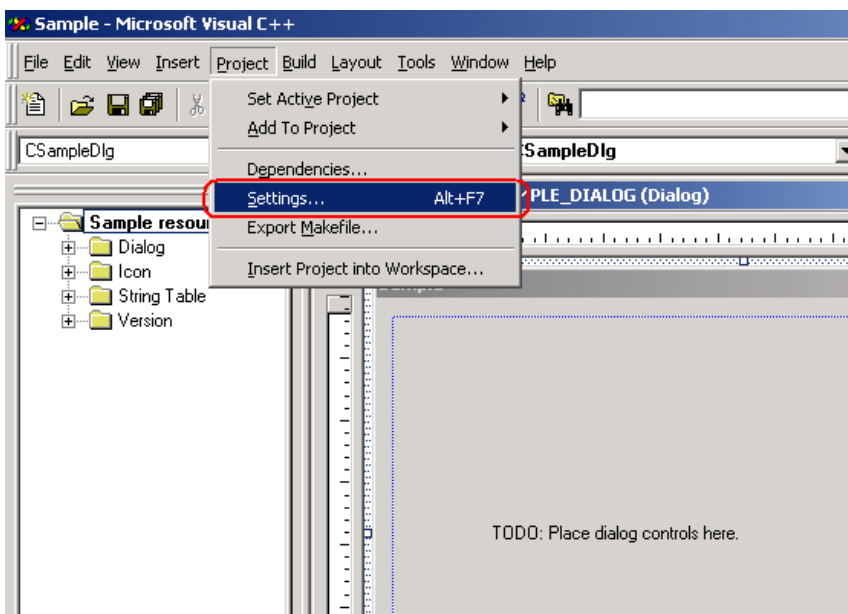 Sample - Microsoft Visual C++
File Edit View Insert Project Build Layout Tools Window Help
Set Active Project
Add To Project
CSampleDlg
CSampleDlg
Dependencies...
Settings... Alt+F7
PLE_DIALOG (Dialog)
Sample resou
Export Makefile...
Dialog
Icon
Insert Project into Workspace...
String Table
Version
TODO: Place dialog controls here.